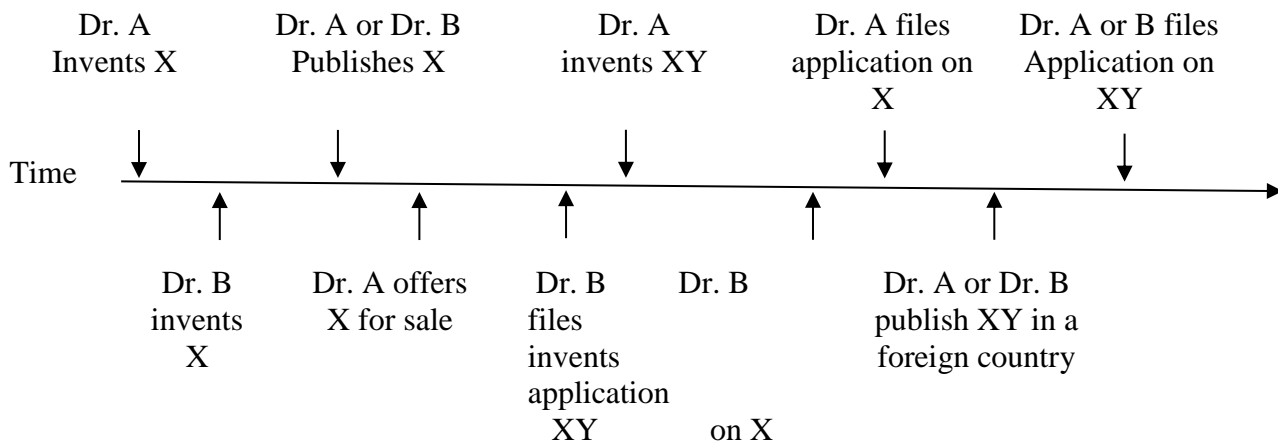 Dr. A Dr. A or Dr. B Dr. A Dr. A files Dr. A or B files
Invents X Publishes X invents XY application on Application on
X XY
Time
Dr. B Dr. A offers Dr. B Dr. B Dr. A or Dr. B
invents X for sale files publish XY in a
X invents foreign country
application
XY on X